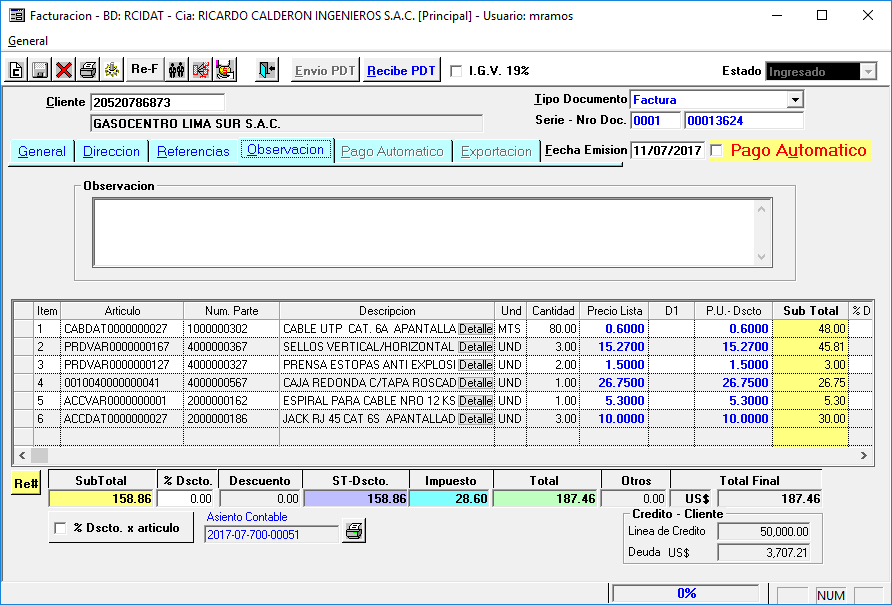 Facturacion - BD: RCIDAT - Cia: RICARDO CALDERON INGENIEROS S.A.C. [Principal] - Usuario: mramos
General
Re-F Envio PDT Recibe PDT I.G.V. 19% Estado Ingresado
Cliente 20520786873 Tipo Documento Factura
GASOCENTRO LIMA SUR S.A.C. Serie - Nro Doc. 0001 00013624
General Direccion Referencias Observacion Pago Automatico Exportacion Fecha Emision 11/07/2017 Pago Automatico
Observacion
Item Articulo Num. Parte Descripcion Und Cantidad Precio Lista D1 P.U.- Dscto Sub Total % D
1 CABDAT0000000027 1000000302 CABLE UTP CAT. 6A APANTALLA Detalle MTS 80.00 0.6000 0.6000 48.00
2 PRDVAR0000000167 4000000367 SELLOS VERTICAL/HORIZONTAL Detalle UND 3.00 15.2700 15.2700 45.81
3 PRDVAR0000000127 4000000327 PRENSA ESTOPAS ANTI EXPLOSI Detalle UND 2.00 1.5000 1.5000 3.00
4 0010040000000041 4000000567 CAJA REDONDA C/TAPA ROSCAD Detalle UND 1.00 26.7500 26.7500 26.75
5 ACCVAR0000000001 2000000162 ESPIRAL PARA CABLE NRO 12 KS Detalle UND 1.00 5.3000 5.3000 5.30
6 ACCDAT0000000027 2000000186 JACK RJ 45 CAT 6S APANTALLAD Detalle UND 3.00 10.0000 10.0000 30.00
Re# SubTotal % Dscto. Descuento ST-Dscto. Impuesto Total Otros Total Final
158.86 0.00 0.00 158.86 28.60 187.46 0.00 US$ 187.46
% Dscto. x articulo Asiento Contable Credito - Cliente
2017-07-700-00051 Linea de Credito 50,000.00
Deuda US$ 3,707.21
0% NUM